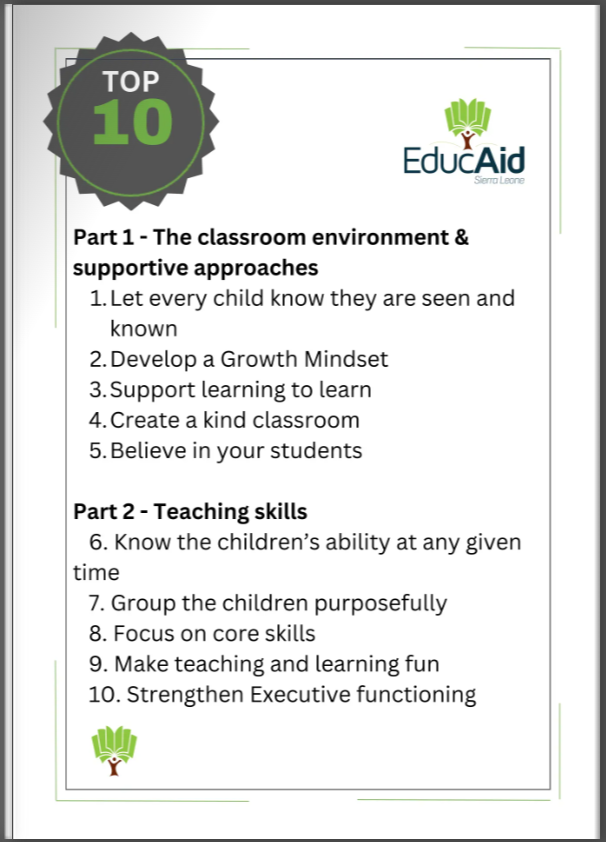 TOP
10
EducAid
Sierra Leone
Part 1 - The classroom environment &
supportive approaches
1. Let every child know they are seen and
known
2. Develop a Growth Mindset
3. Support learning to learn
4. Create a kind classroom
5. Believe in your students
Part 2 - Teaching skills
6. Know the children’s ability at any given
time
7. Group the children purposefully
8. Focus on core skills
9. Make teaching and learning fun
10. Strengthen Executive functioning